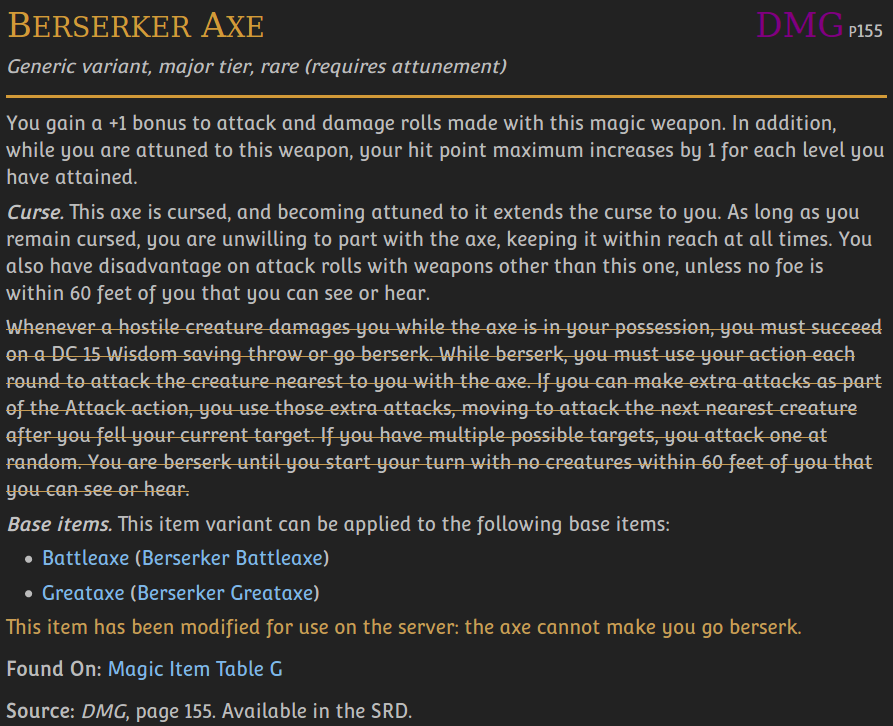 BERSERKER AXE
DMG P155
Generic variant, major tier, rare (requires attunement)
You gain a +1 bonus to attack and damage rolls made with this magic weapon. In addition,
while you are attuned to this weapon, your hit point maximum increases by 1 for each level you
have attained.
Curse. This axe is cursed, and becoming attuned to it extends the curse to you. As long as you
remain cursed, you are unwilling to part with the axe, keeping it within reach at all times. You
also have disadvantage on attack rolls with weapons other than this one, unless no foe is
within 60 feet of you that you can see or hear.
Whenever a hostile creature damages you while the axe is in your possession, you must succeed
on a DC 15 Wisdom saving throw or go berserk. While berserk, you must use your action each
round to attack the creature nearest to you with the axe. If you can make extra attacks as part
of the Attack action, you use those extra attacks, moving to attack the next nearest creature
after you fell your current target. If you have multiple possible targets, you attack one at
random. You are berserk until you start your turn with no creatures within 60 feet of you that
you can see or hear.
Base items. This item variant can be applied to the following base items:
• Battleaxe (Berserker Battleaxe)
• Greataxe (Berserker Greataxe)
This item has been modified for use on the server: the axe cannot make you go berserk.
Found On: Magic Item Table G
Source: DMG, page 155. Available in the SRD.